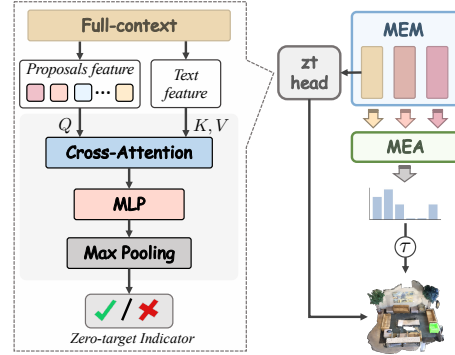 Full-context
Proposals feature
Text
feature
Q
K, V
Cross-Attention
MLP
Max Pooling
/
Zero-target Indicator
zt
head
MEM
MEA
τ